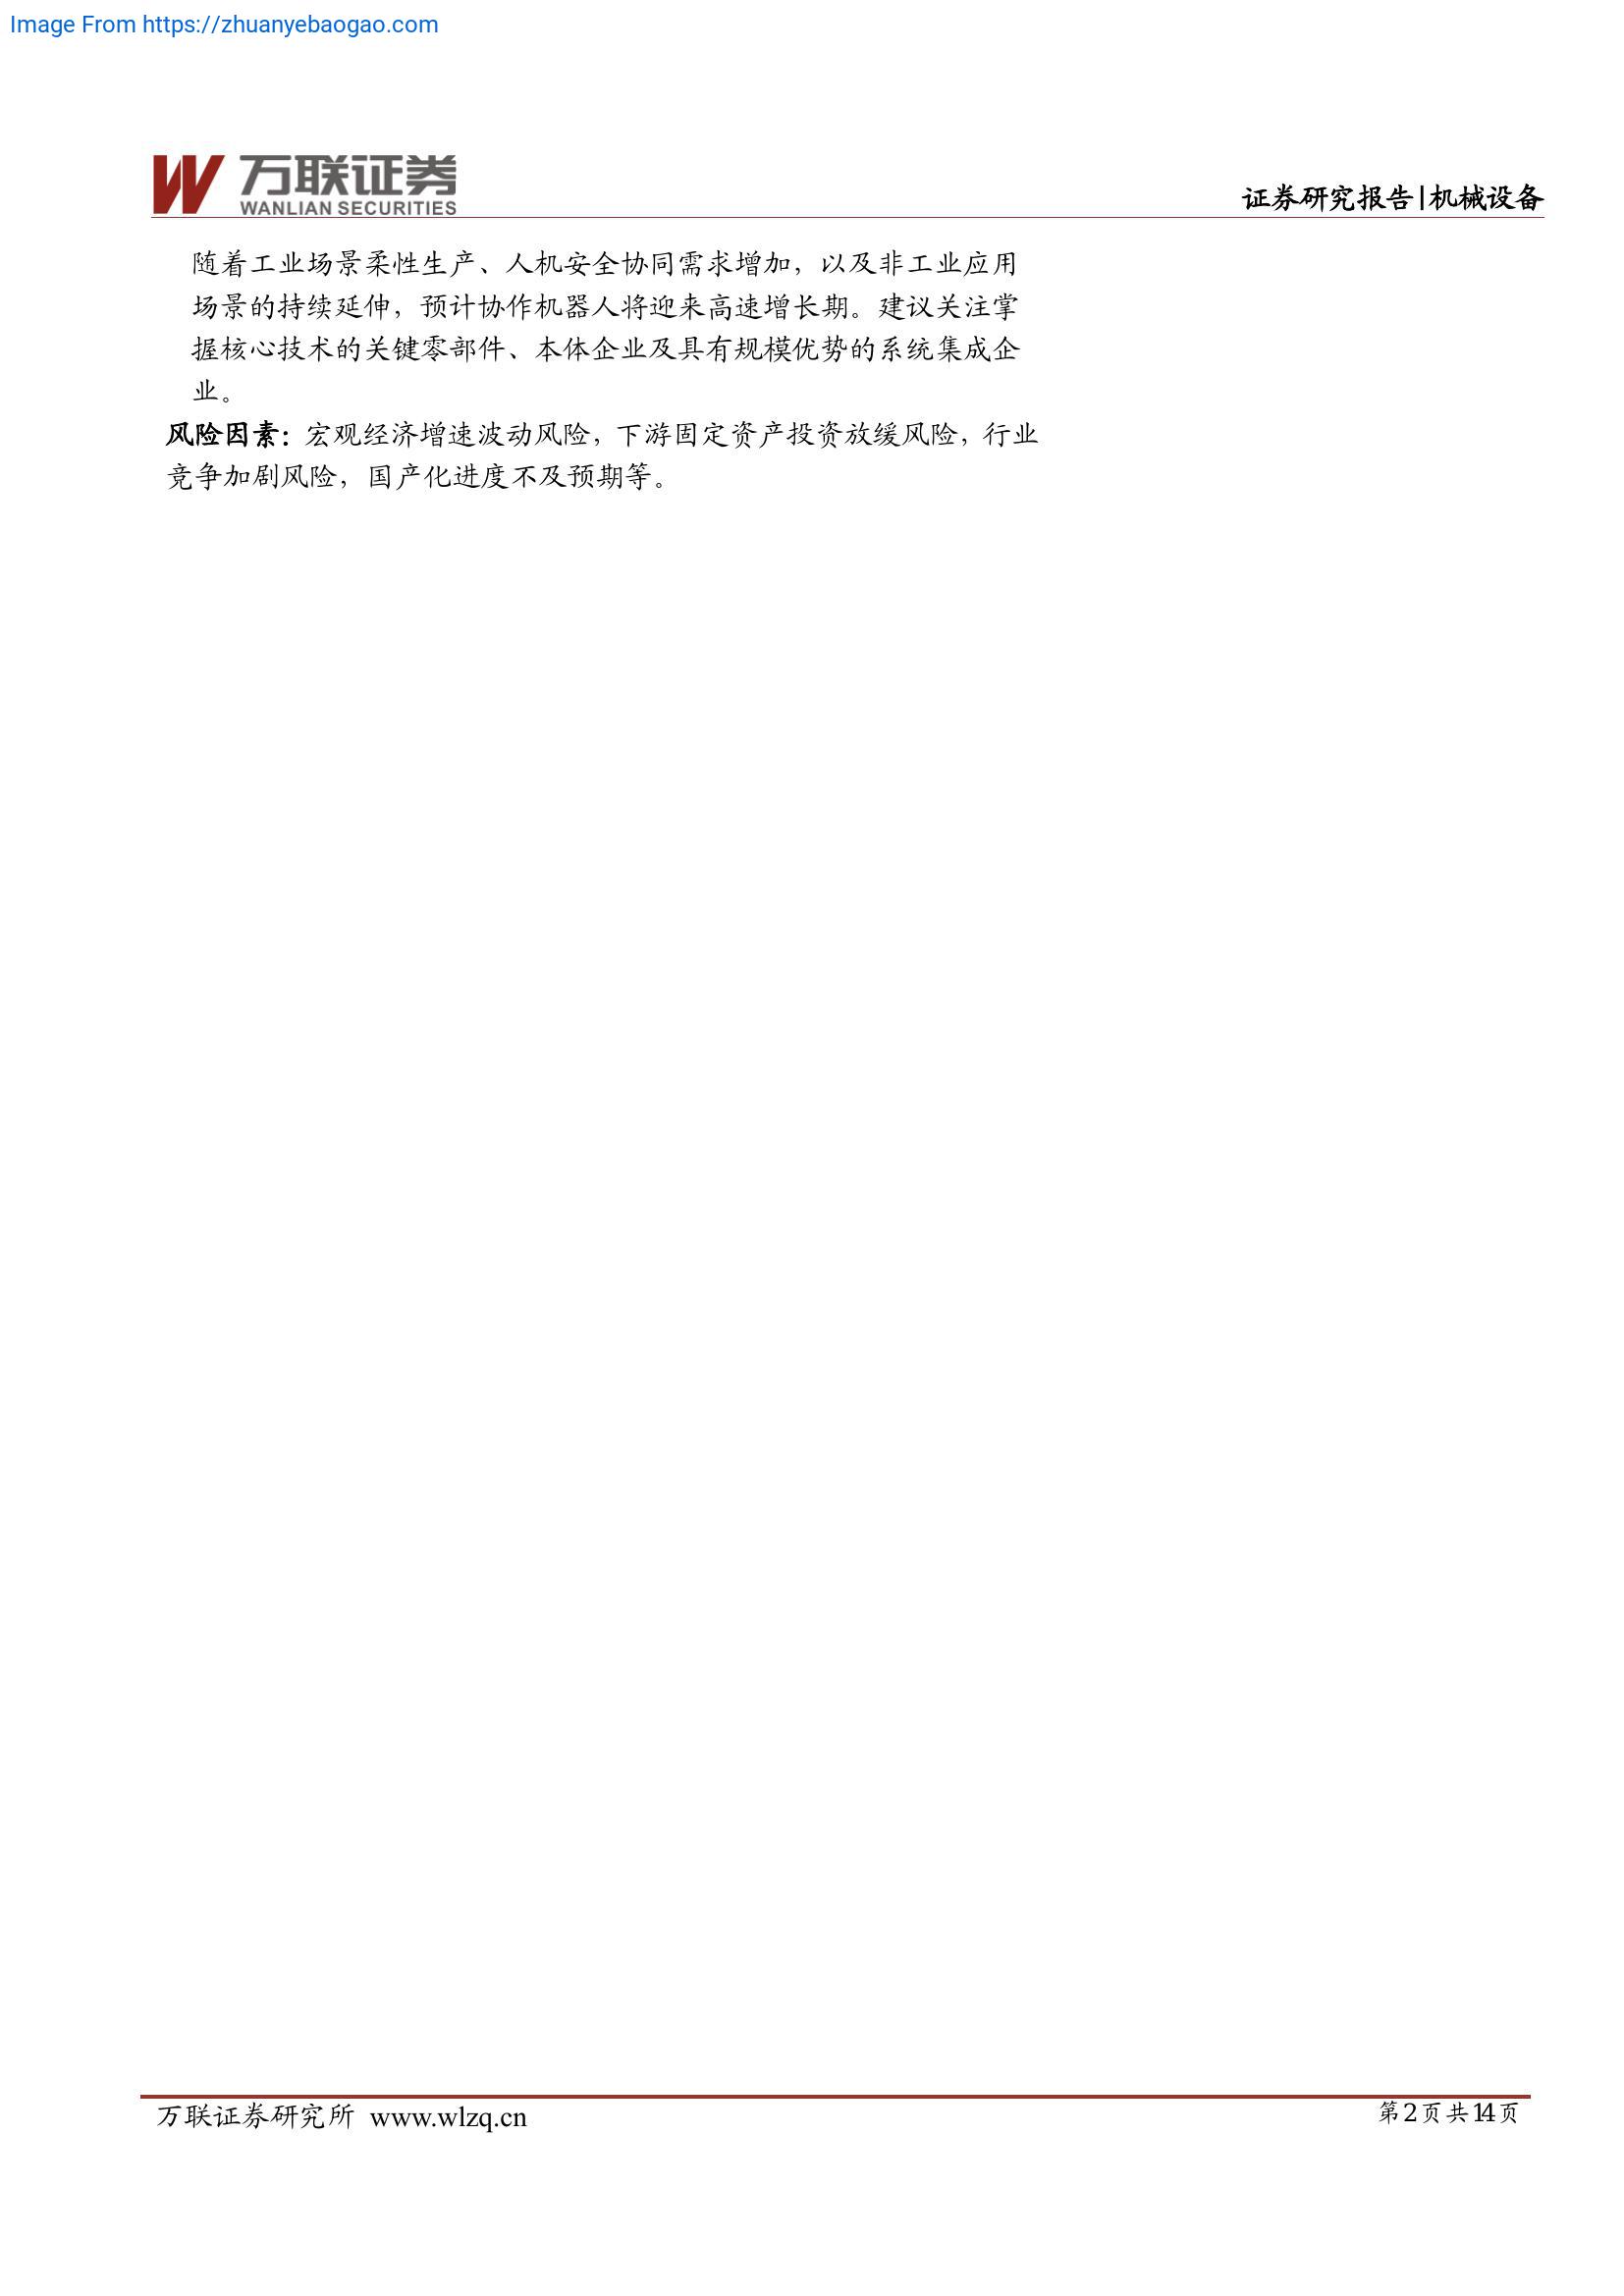 Image From https://zhuanyebaogao.com
万联证券
WANLIAN SECURITIES
证券研究报告|机械设备
随着工业场景柔性生产、人机安全协同需求增加，以及非工业应用
场景的持续延伸，预计协作机器人将迎来高速增长期。建议关注掌
握核心技术的关键零部件、本体企业及具有规模优势的系统集成企
业。
风险因素：宏观经济增速波动风险，下游固定资产投资放缓风险，行业
竞争加剧风险，国产化进度不及预期等。
万联证券研究所 www.wlzq.cn
第2页共14页